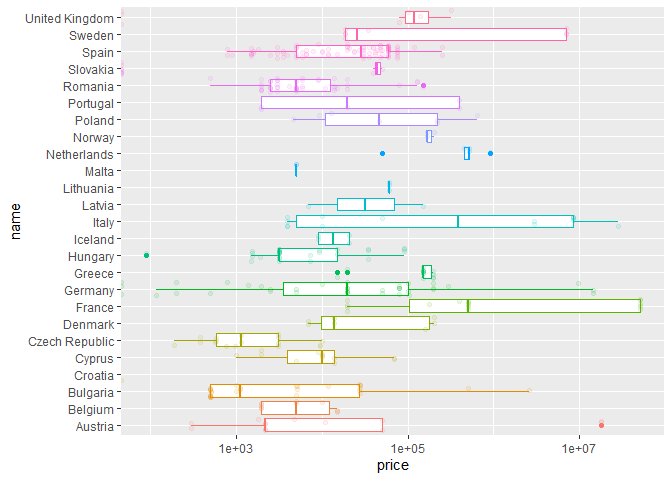 United Kingdom
Sweden
Spain
Slovakia
Romania
Portugal
Poland
Norway
Netherlands
Malta
Lithuania
Latvia
Italy
Iceland
Hungary
Greece
Germany
France
Denmark
Czech Republic
Cyprus
Croatia
Bulgaria
Belgium
Austria
name
1e+03 1e+05 1e+07
price